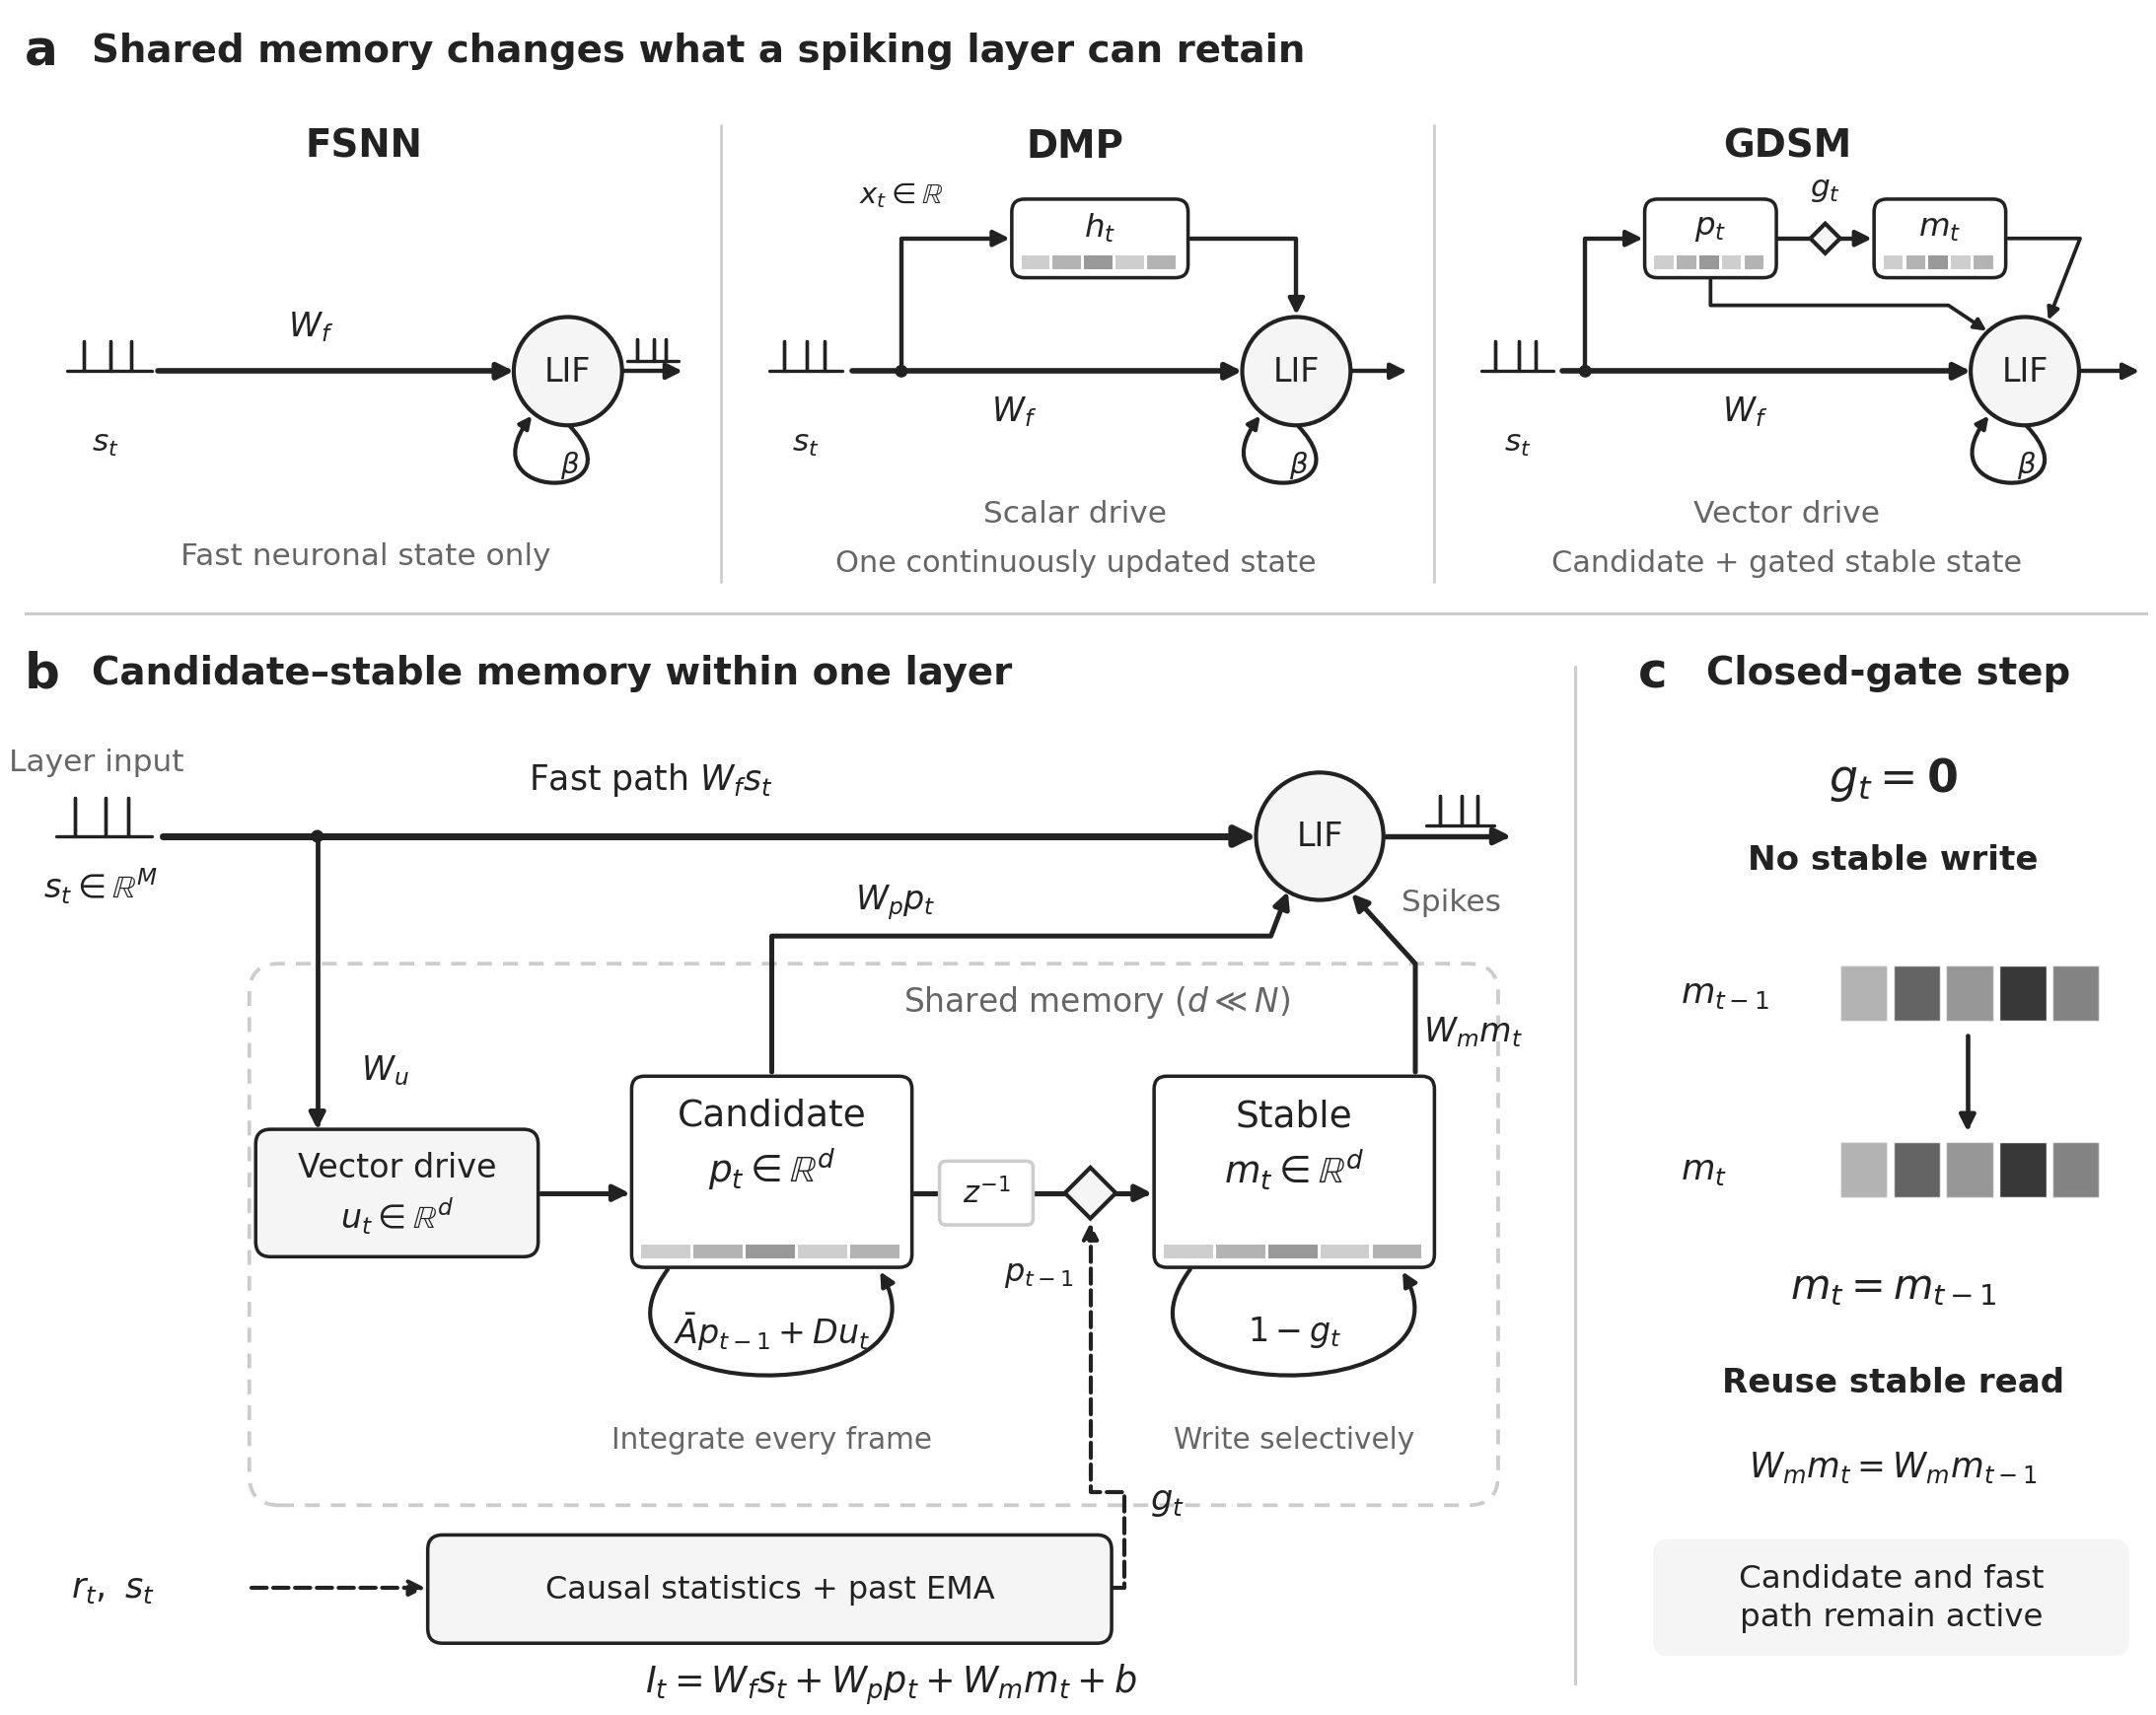 a Shared memory changes what a spiking layer can retain
FSNN
W_f
s_t
LIF
β
Fast neuronal state only
DMP
x_t ∈ ℝ
h_t
W_f
s_t
LIF
β
Scalar drive
One continuously updated state
GDSM
g_t
p_t
m_t
W_f
s_t
LIF
β
Vector drive
Candidate + gated stable state
b Candidate–stable memory within one layer
Layer input
Fast path W_f s_t
s_t ∈ ℝ^M
LIF
Spikes
W_p p_t
Shared memory (d ≪ N)
W_m m_t
W_u
Vector drive
u_t ∈ ℝ^d
Candidate
p_t ∈ ℝ^d
z^{-1}
Stable
m_t ∈ ℝ^d
p_{t-1}
Āp_{t-1} + Du_t
1 − g_t
Integrate every frame
Write selectively
g_t
r_t, s_t
Causal statistics + past EMA
I_t = W_f s_t + W_p p_t + W_m m_t + b
c Closed-gate step
g_t = 0
No stable write
m_{t-1}
m_t
m_t = m_{t-1}
Reuse stable read
W_m m_t = W_m m_{t-1}
Candidate and fast
path remain active